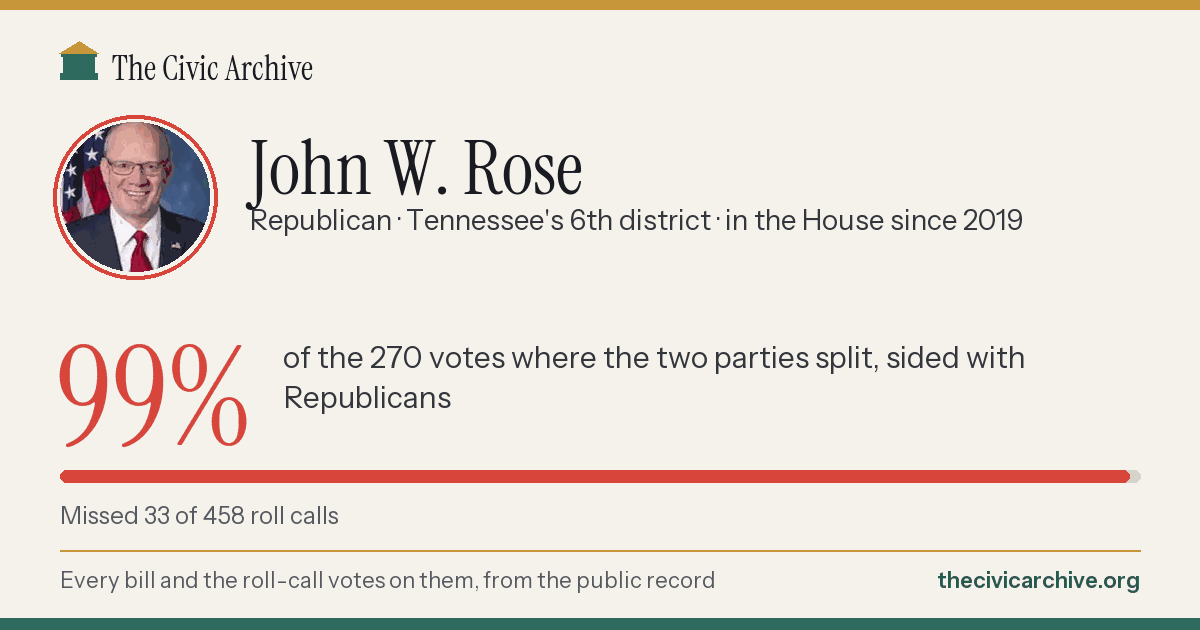 The Civic Archive
John W. Rose
Republican · Tennessee's 6th district · in the House since 2019
99%
of the 270 votes where the two parties split, sided with
Republicans
Missed 33 of 458 roll calls
Every bill and the roll-call votes on them, from the public record
thecivicarchive.org